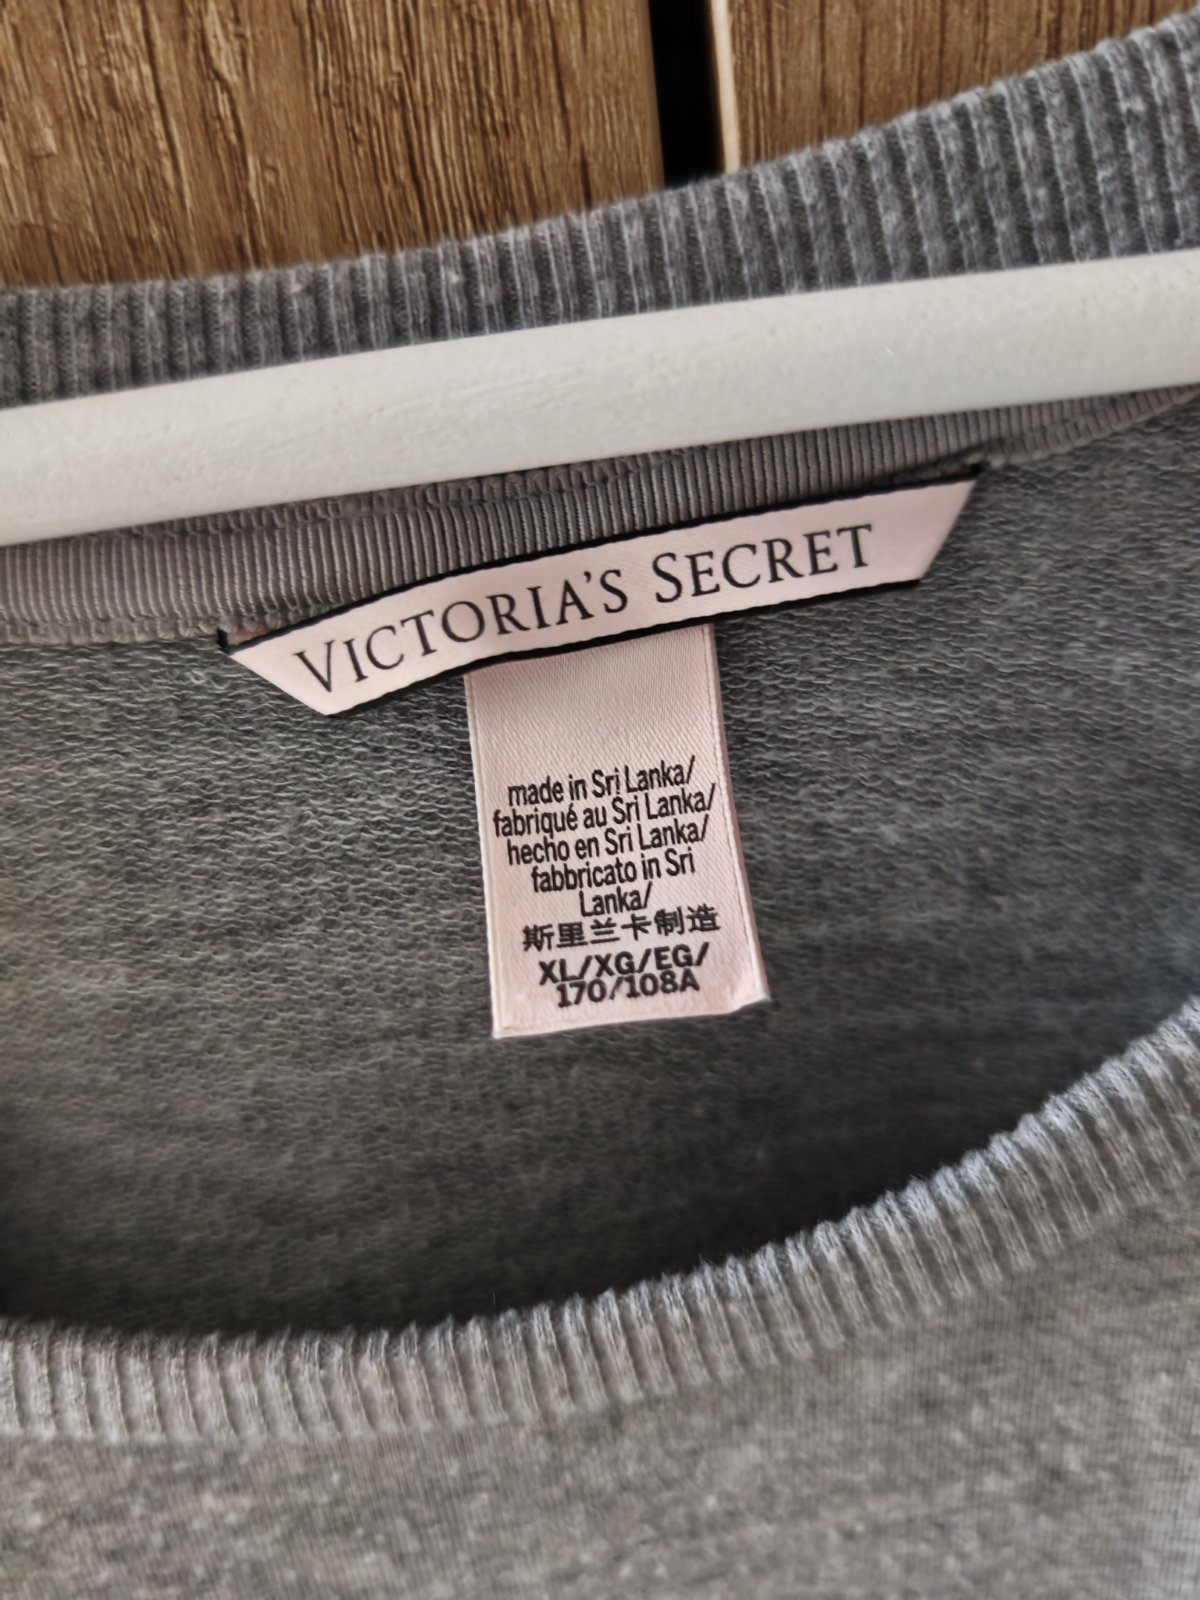 VICTORIA'S SECRET
made in Sri Lanka/
fabriqué au Sri Lanka/
hecho en Sri Lanka/
fabbricato in Sri
Lanka/
斯里兰卡制造
XL/XG/EG/
170/108A